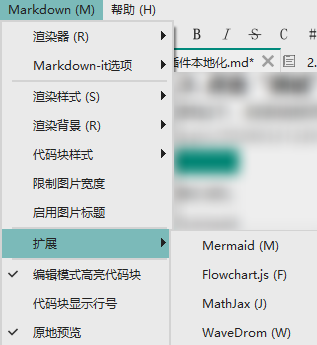 Markdown (M) 帮助 (H)
渲染器 (R)
B I S C #
Markdown-it选项
件本地化.md* 2.
渲染样式 (S)
渲染背景 (R)
代码块样式
限制图片宽度
启用图片标题
扩展
Mermaid (M)
编辑模式高亮代码块
Flowchart.js (F)
代码块显示行号
MathJax (J)
原地预览
WaveDrom (W)